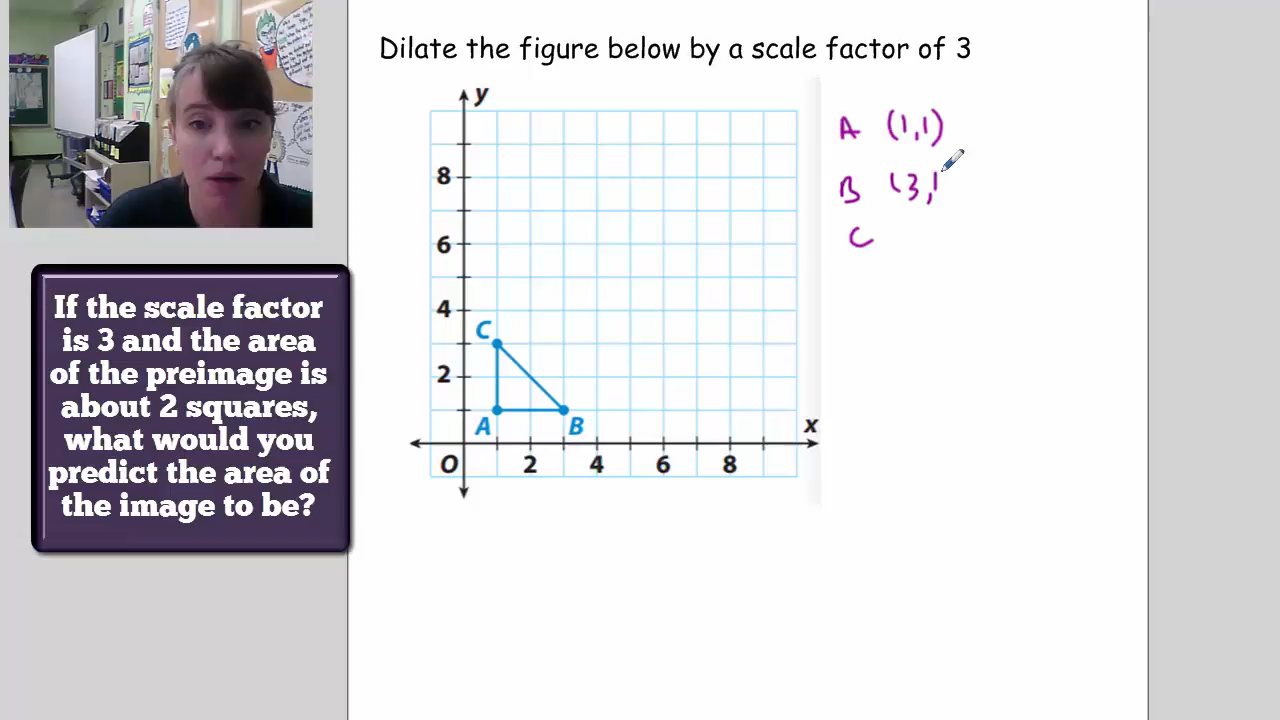 Dilate the figure below by a scale factor of 3
y
8
6
4
2
C
A
B
x
O
2
4
6
8
A (1,1)
B (3,1
C
If the scale factor
is 3 and the area
of the preimage is
about 2 squares,
what would you
predict the area of
the image to be?